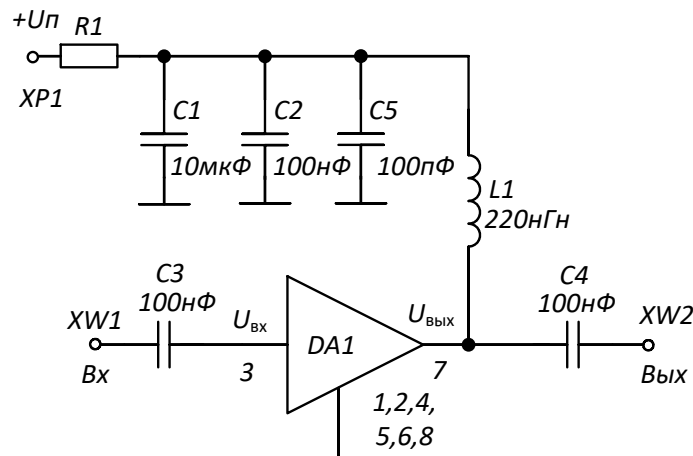 +Uп
R1
XP1
C1
C2
C5
10мкФ
100нФ
100пФ
L1
220нГн
C3
100нФ
C4
100нФ
XW1
Uвх
DA1
Uвых
XW2
Вх
3
7
Вых
1,2,4,
5,6,8